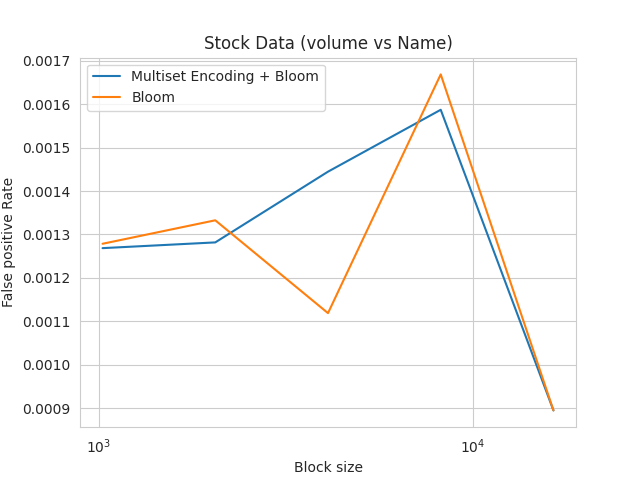 Stock Data (volume vs Name)
Multiset Encoding + Bloom
Bloom
False positive Rate
0.0017
0.0016
0.0015
0.0014
0.0013
0.0012
0.0011
0.0010
0.0009
10³
10⁴
Block size